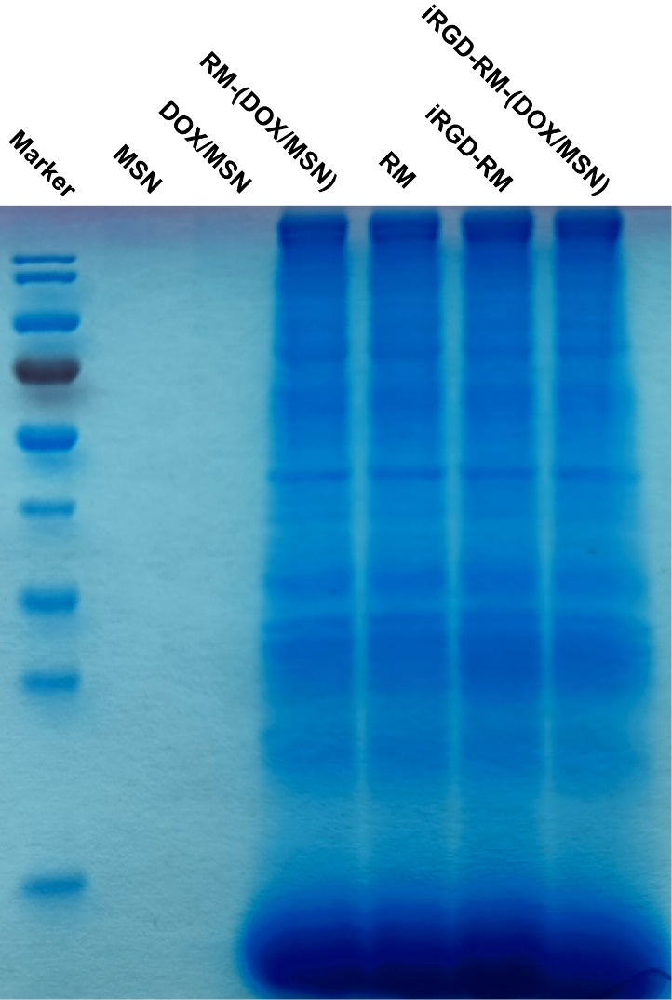 Marker
MSN
DOX/MSN
RM-(DOX/MSN)
RM
iRGD-RM
iRGD-RM-(DOX/MSN)